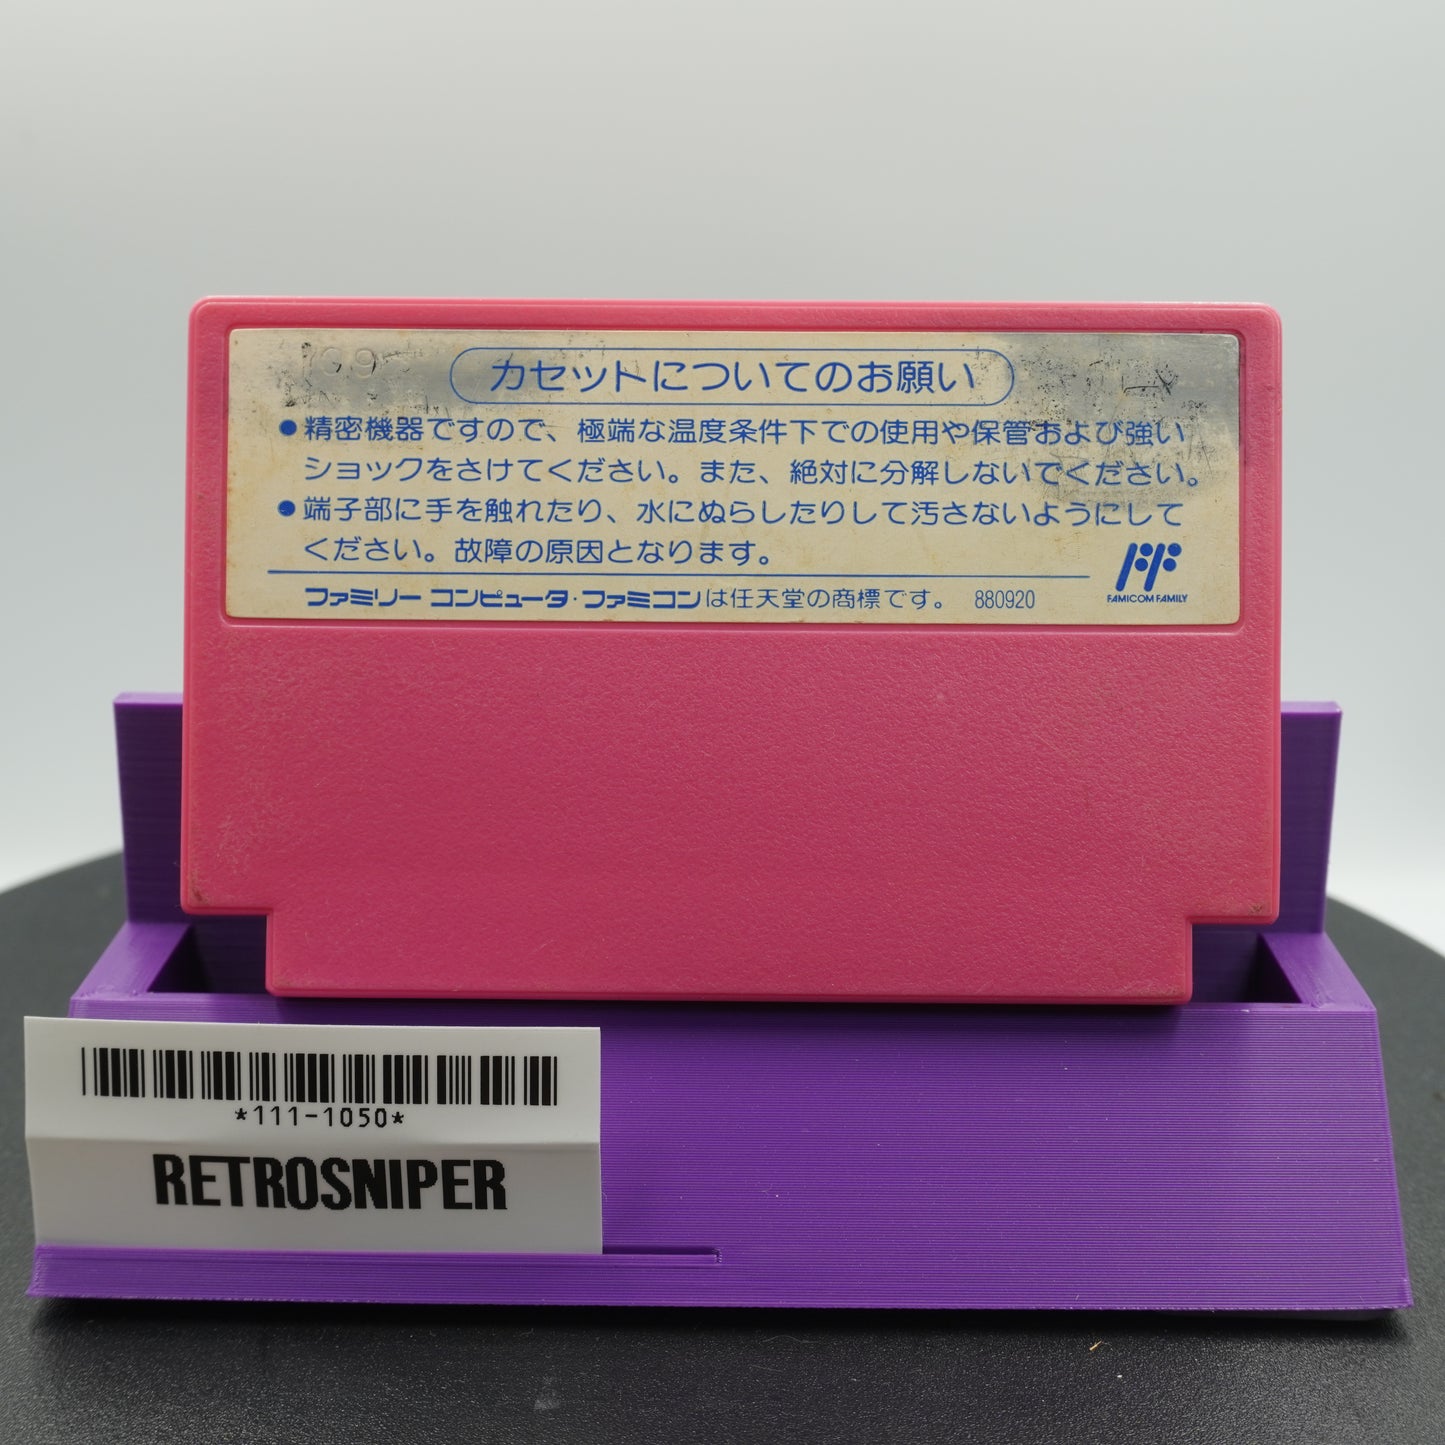 カセットについてのお願い
●精密機器ですので、極端な温度条件下での使用や保管および強い
ショックをさけてください。また、絶対に分解しないでください。
●端子部に手を触れたり、水にぬらしたりして汚さないようにして
ください。故障の原因となります。
ファミリーコンピュータ・ファミコンは任天堂の商標です。 880920
FAMICOM FAMILY
*111-1050*
RETROSNIPER